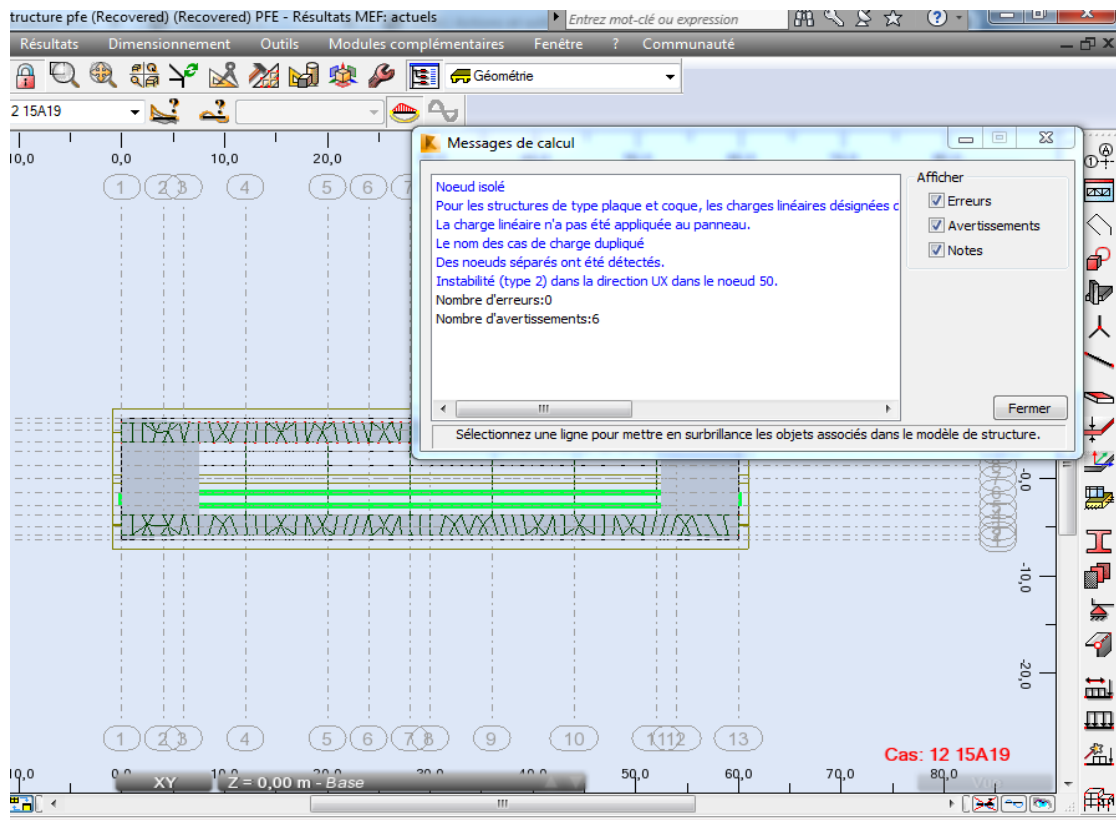 tructure pfe (Recovered) (Recovered) PFE - Résultats MEF: actuels
Entrez mot-clé ou expression
Résultats Dimensionnement Outils Modules complémentaires Fenêtre ? Communauté
Géométrie
2 15A19
Messages de calcul
Noeud isolé
Pour les structures de type plaque et coque, les charges linéaires désignées c
La charge linéaire n'a pas été appliquée au panneau.
Le nom des cas de charge dupliqué
Des noeuds séparés ont été détectés.
Instabilité (type 2) dans la direction UX dans le noeud 50.
Nombre d'erreurs:0
Nombre d'avertissements:6
Afficher
Erreurs
Avertissements
Notes
Fermer
Sélectionnez une ligne pour mettre en surbrillance les objets associés dans le modèle de structure.
10,0 0,0 10,0 20,0
1 2 3 4 5 6 7
-0,0
-10,0
-20,0
1 2 3 4 5 6 7 8 9 10 11 12 13
Cas: 12 15A19
10,0 50,0 60,0 70,0 80,0
XY Z = 0,00 m - Base